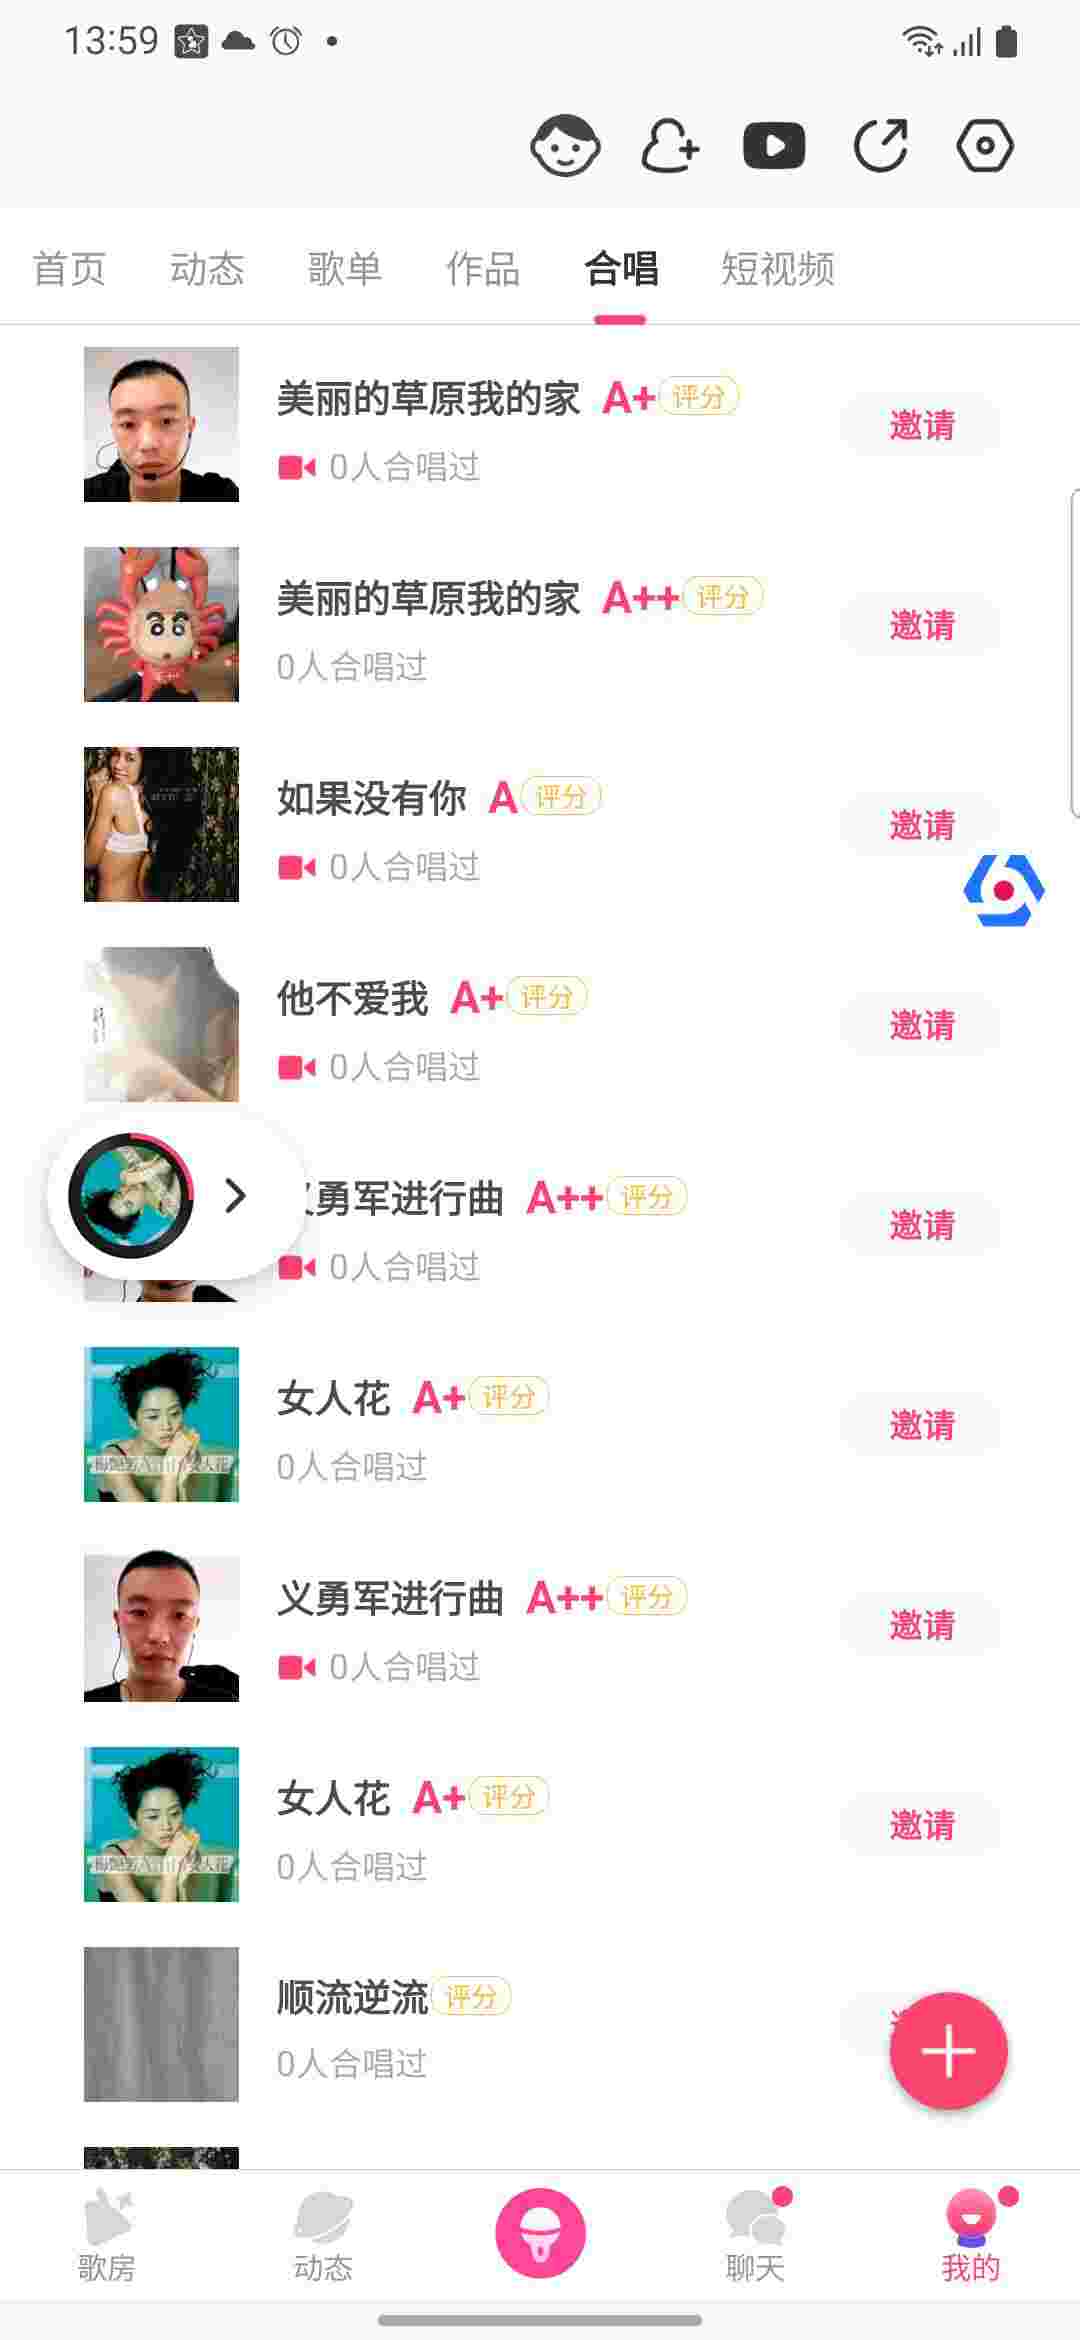 13:59
首页 动态 歌单 作品 合唱 短视频
美丽的草原我的家 A+ 评分
0人合唱过
邀请
美丽的草原我的家 A++ 评分
0人合唱过
邀请
如果没有你 A 评分
0人合唱过
邀请
他不爱我 A+ 评分
0人合唱过
邀请
勇军进行曲 A++ 评分
0人合唱过
邀请
女人花 A+ 评分
0人合唱过
邀请
义勇军进行曲 A++ 评分
0人合唱过
邀请
女人花 A+ 评分
0人合唱过
邀请
顺流逆流 评分
0人合唱过
歌房 动态 聊天 我的